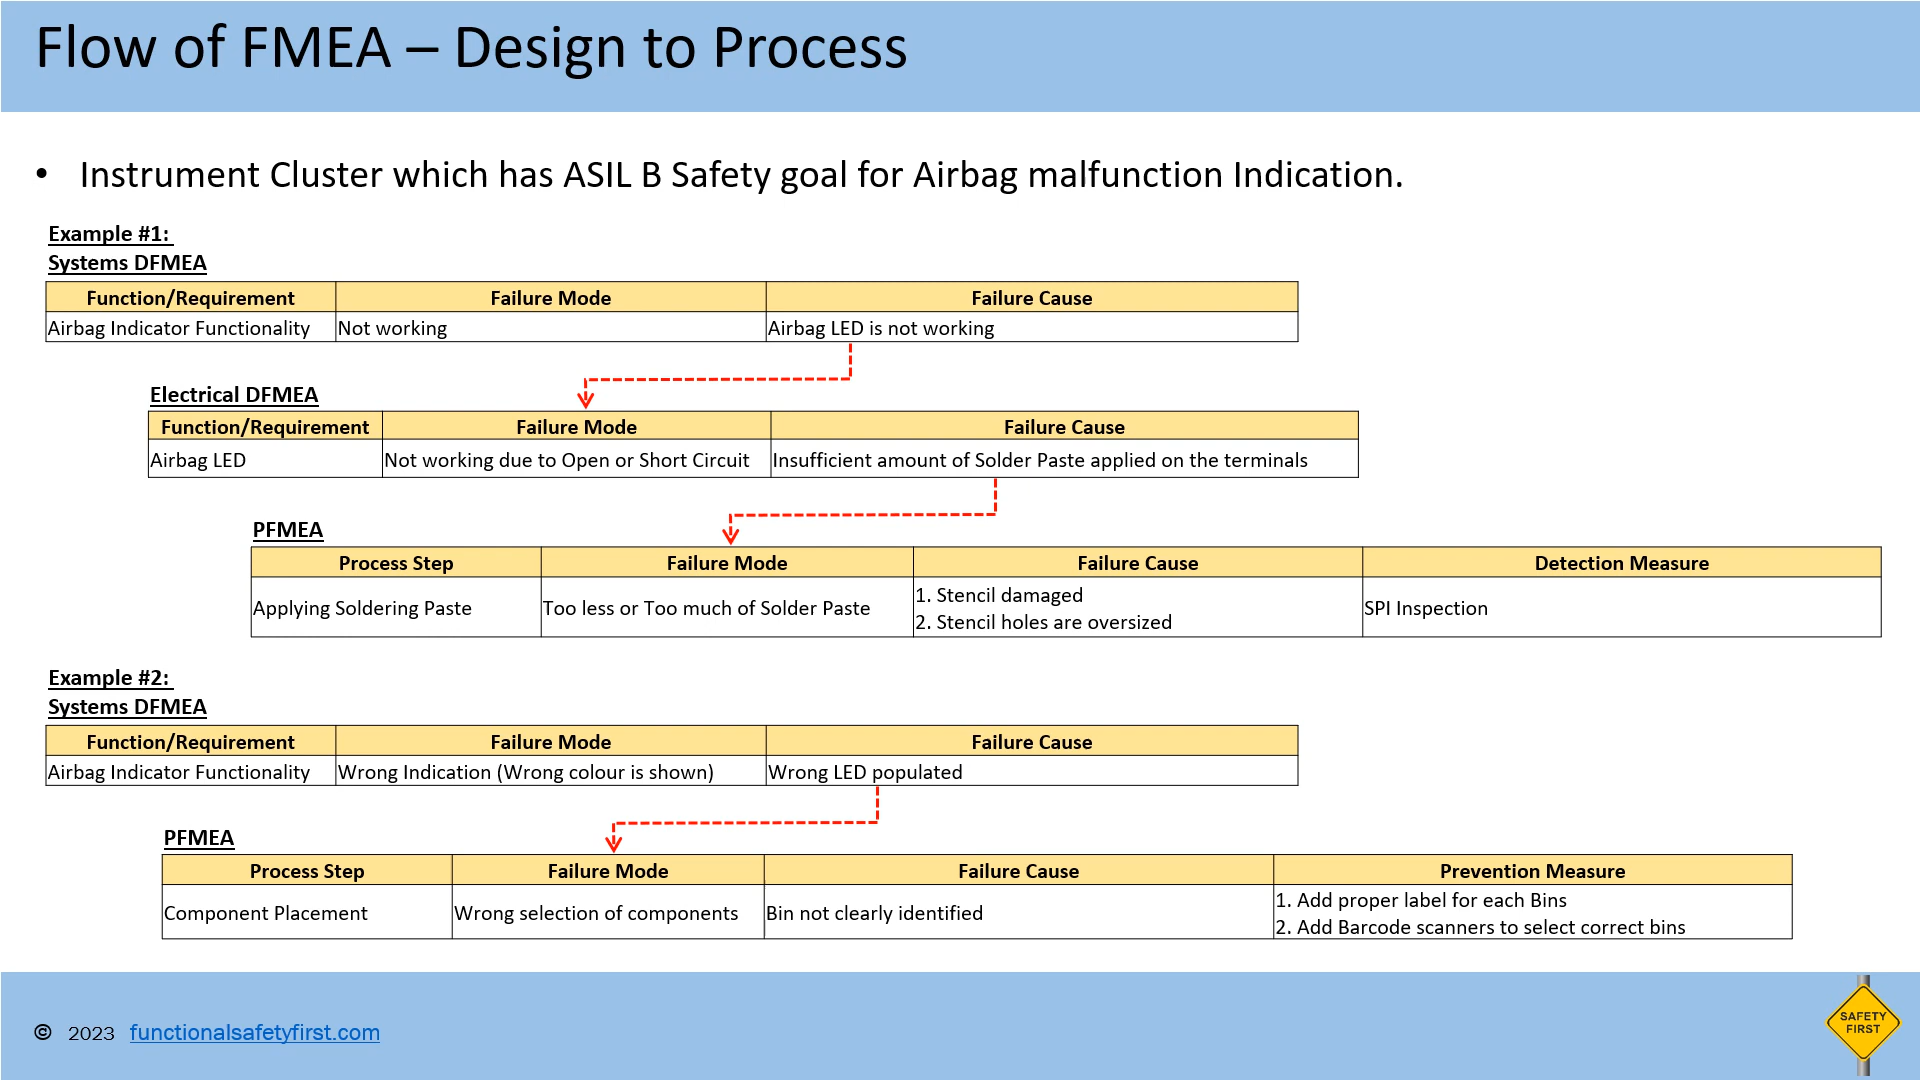 Flow of FMEA – Design to Process
• Instrument Cluster which has ASIL B Safety goal for Airbag malfunction Indication.
Example #1:
Systems DFMEA
Function/Requirement Failure Mode Failure Cause
Airbag Indicator Functionality Not working Airbag LED is not working
Electrical DFMEA
Function/Requirement Failure Mode Failure Cause
Airbag LED Not working due to Open or Short Circuit Insufficient amount of Solder Paste applied on the terminals
PFMEA
Process Step Failure Mode Failure Cause Detection Measure
Applying Soldering Paste Too less or Too much of Solder Paste 1. Stencil damaged
2. Stencil holes are oversized
SPI Inspection
Example #2:
Systems DFMEA
Function/Requirement Failure Mode Failure Cause
Airbag Indicator Functionality Wrong Indication (Wrong colour is shown) Wrong LED populated
PFMEA
Process Step Failure Mode Failure Cause Prevention Measure
Component Placement Wrong selection of components Bin not clearly identified 1. Add proper label for each Bins
2. Add Barcode scanners to select correct bins
© 2023 functionalsafetyfirst.com
SAFETY
FIRST